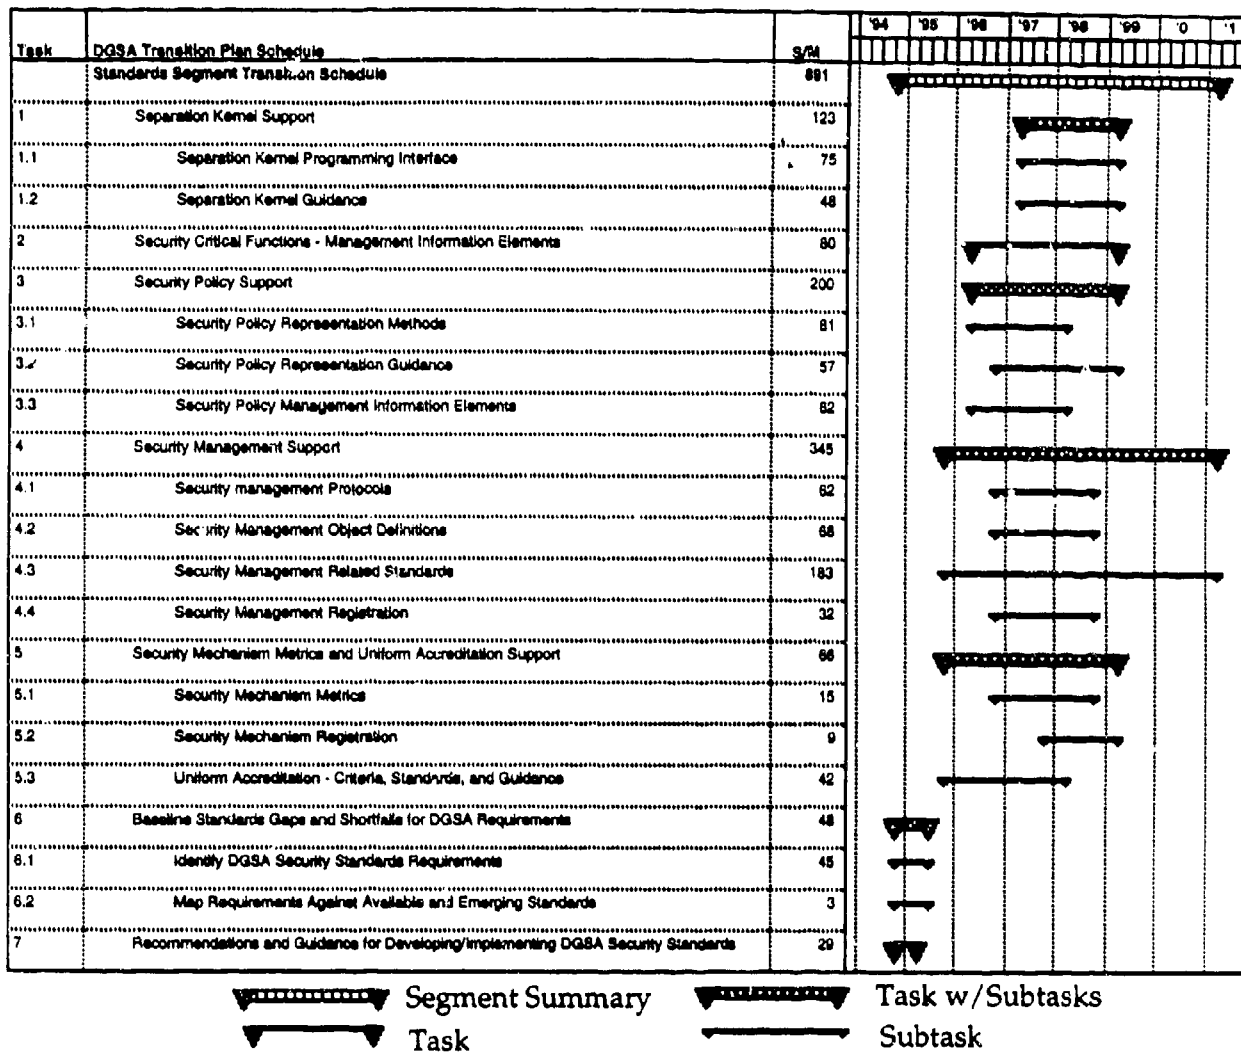 '94 '95 '96 '97 '98 '99 '0 '1
Task DGSA Transition Plan Schedule S/M
Standards Segment Transition Schedule 891
1 Separation Kernel Support 123
1.1 Separation Kernel Programming Interface 75
1.2 Separation Kernel Guidance 48
2 Security Critical Functions - Management Information Elements 80
3 Security Policy Support 200
3.1 Security Policy Representation Methods 81
3.2 Security Policy Representation Guidance 57
3.3 Security Policy Management Information Elements 62
4 Security Management Support 345
4.1 Security management Protocols 62
4.2 Security Management Object Definitions 68
4.3 Security Management Related Standards 183
4.4 Security Management Registration 32
5 Security Mechanism Metrics and Uniform Accreditation Support 66
5.1 Security Mechanism Metrics 15
5.2 Security Mechanism Registration 9
5.3 Uniform Accreditation - Criteria, Standards, and Guidance 42
6 Baseline Standards Gaps and Shortfalls for DGSA Requirements 48
6.1 Identify DGSA Security Standards Requirements 45
6.2 Map Requirements Against Available and Emerging Standards 3
7 Recommendations and Guidance for Developing/Implementing DGSA Security Standards 29
Segment Summary Task w/Subtasks
Task Subtask